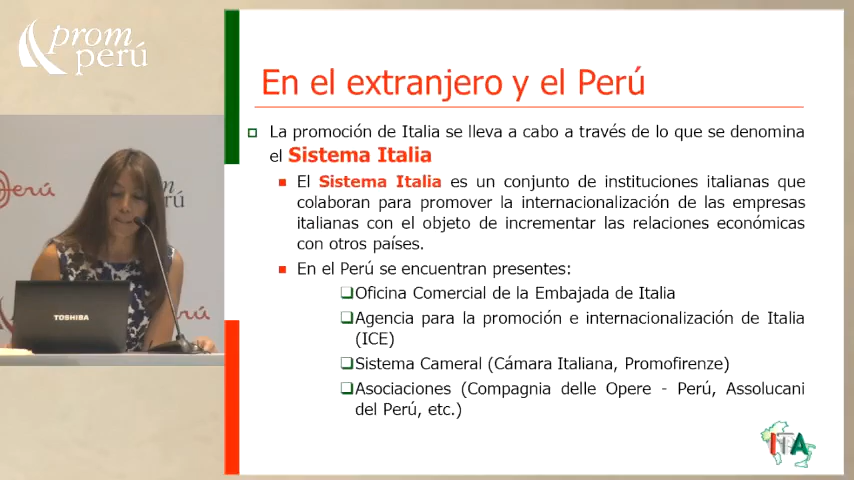 prom
perú
En el extranjero y el Perú
La promoción de Italia se lleva a cabo a través de lo que se denomina
el Sistema Italia
El Sistema Italia es un conjunto de instituciones italianas que
colaboran para promover la internacionalización de las empresas
italianas con el objeto de incrementar las relaciones económicas
con otros países.
En el Perú se encuentran presentes:
Oficina Comercial de la Embajada de Italia
Agencia para la promoción e internacionalización de Italia
(ICE)
Sistema Cameral (Cámara Italiana, Promofirenze)
Asociaciones (Compagnia delle Opere - Perú, Assolucani
del Perú, etc.)
TOSHIBA
ITA